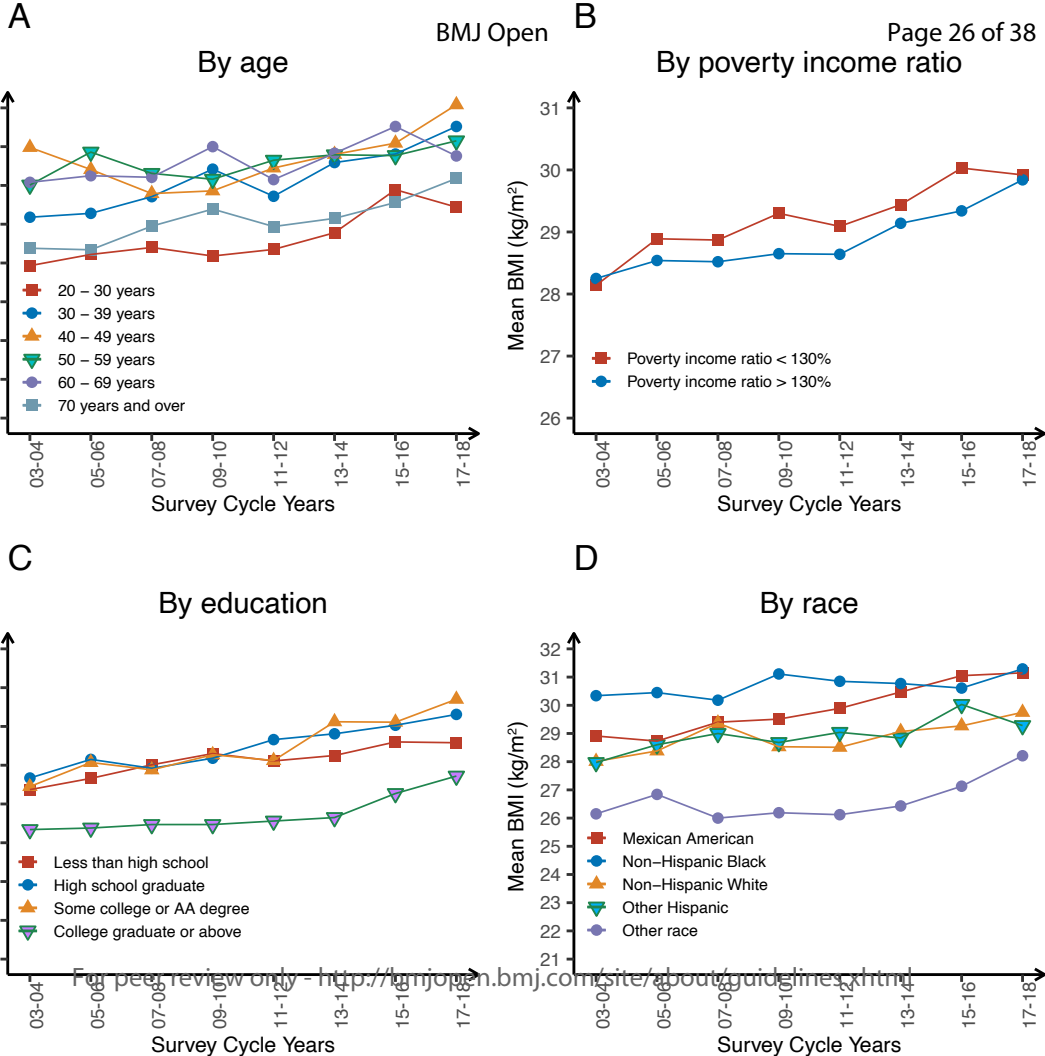 A
B
BMJ Open
Page 26 of 38
By age
By poverty income ratio
20 – 30 years
30 – 39 years
40 – 49 years
50 – 59 years
60 – 69 years
70 years and over
03-04
05-06
07-08
09-10
11-12
13-14
15-16
17-18
Survey Cycle Years
Mean BMI (kg/m²)
31
30
29
28
27
26
Poverty income ratio < 130%
Poverty income ratio > 130%
03-04
05-06
07-08
09-10
11-12
13-14
15-16
17-18
Survey Cycle Years
C
D
By education
By race
Less than high school
High school graduate
Some college or AA degree
College graduate or above
03-04
05-06
07-08
09-10
11-12
13-14
15-16
17-18
Survey Cycle Years
Mean BMI (kg/m²)
32
31
30
29
28
27
26
25
24
23
22
21
Mexican American
Non–Hispanic Black
Non–Hispanic White
Other Hispanic
Other race
03-04
05-06
07-08
09-10
11-12
13-14
15-16
17-18
Survey Cycle Years
For peer review only - http://bmjopen.bmj.com/site/about/guidelines.xhtml